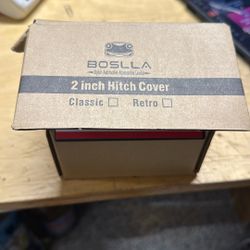 BOSLLA
2 inch Hitch Cover
Classic Retro